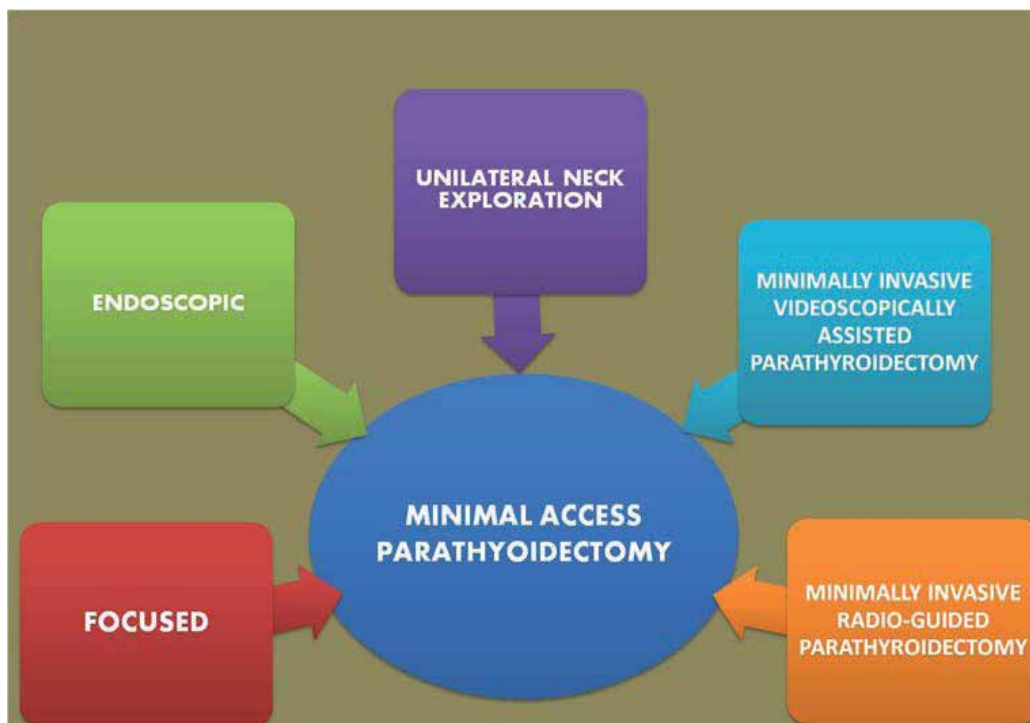 UNILATERAL NECK
EXPLORATION
ENDOSCOPIC
MINIMALLY INVASIVE
VIDEOSCOPICALLY
ASSISTED
PARATHYROIDECTOMY
MINIMAL ACCESS
PARATHYOIDECTOMY
FOCUSED
MINIMALLY INVASIVE
RADIO-GUIDED
PARATHYROIDECTOMY